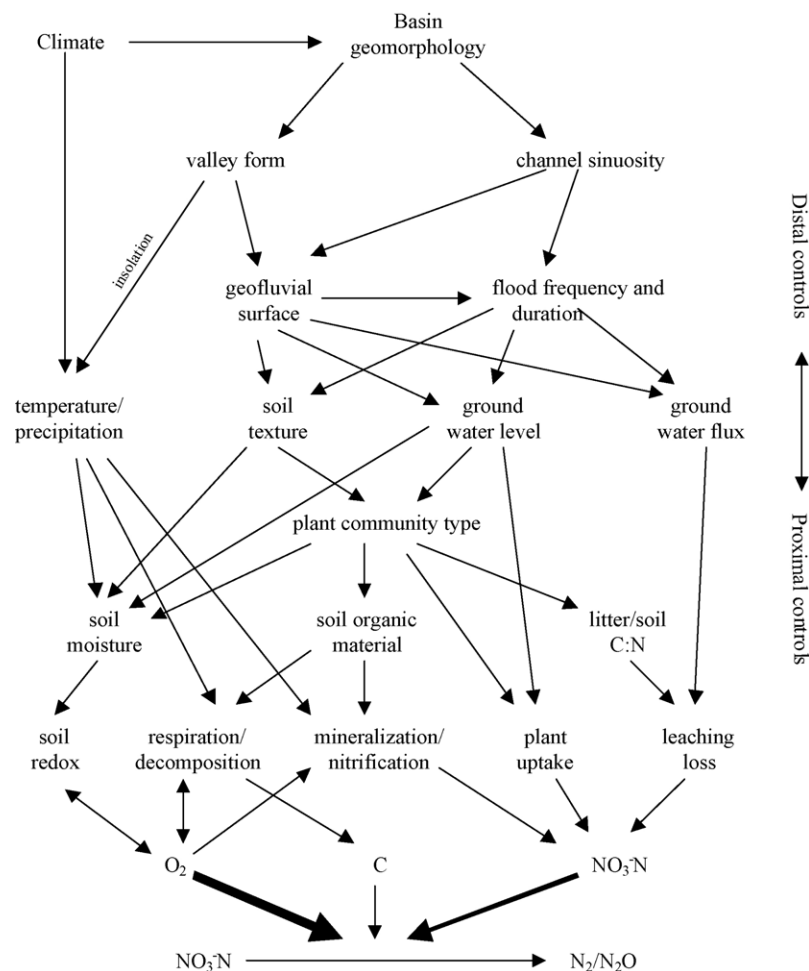 Climate
Basin
geomorphology
valley form
channel sinuosity
insolation
geofluvial
surface
flood frequency and
duration
Distal controls
temperature/
precipitation
soil
texture
ground
water level
ground
water flux
plant community type
Proximal controls
soil
moisture
soil organic
material
litter/soil
C:N
soil
redox
respiration/
decomposition
mineralization/
nitrification
plant
uptake
leaching
loss
O₂
C
NO₃⁻N
NO₃⁻N
N₂/N₂O